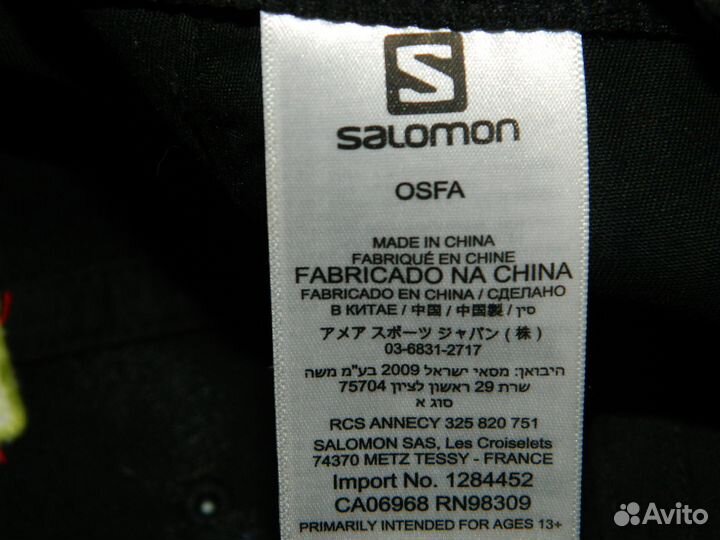 S
SALOMON
OSFA
MADE IN CHINA
FABRIQUÉ EN CHINE
FABRICADO NA CHINA
FABRICADO EN CHINA / СДЕЛАНО
В КИТАЕ / 中国 / 中国製 / סין
アメア スポーツ ジャパン ( 株 )
03-6831-2717
היבואן: מסאי ישראל 2009 בע"מ משה
שרת 29 ראשון לציון 75704
סוג א
RCS ANNECY 325 820 751
SALOMON SAS, Les Croiselets
74370 METZ TESSY - FRANCE
Import No. 1284452
CA06968 RN98309
PRIMARILY INTENDED FOR AGES 13+
Avito